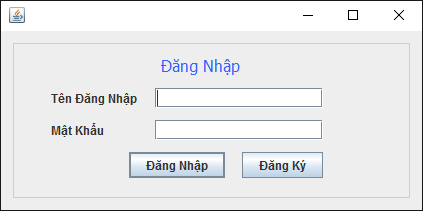 Đăng Nhập
Tên Đăng Nhập
Mật Khẩu
Đăng Nhập Đăng Ký